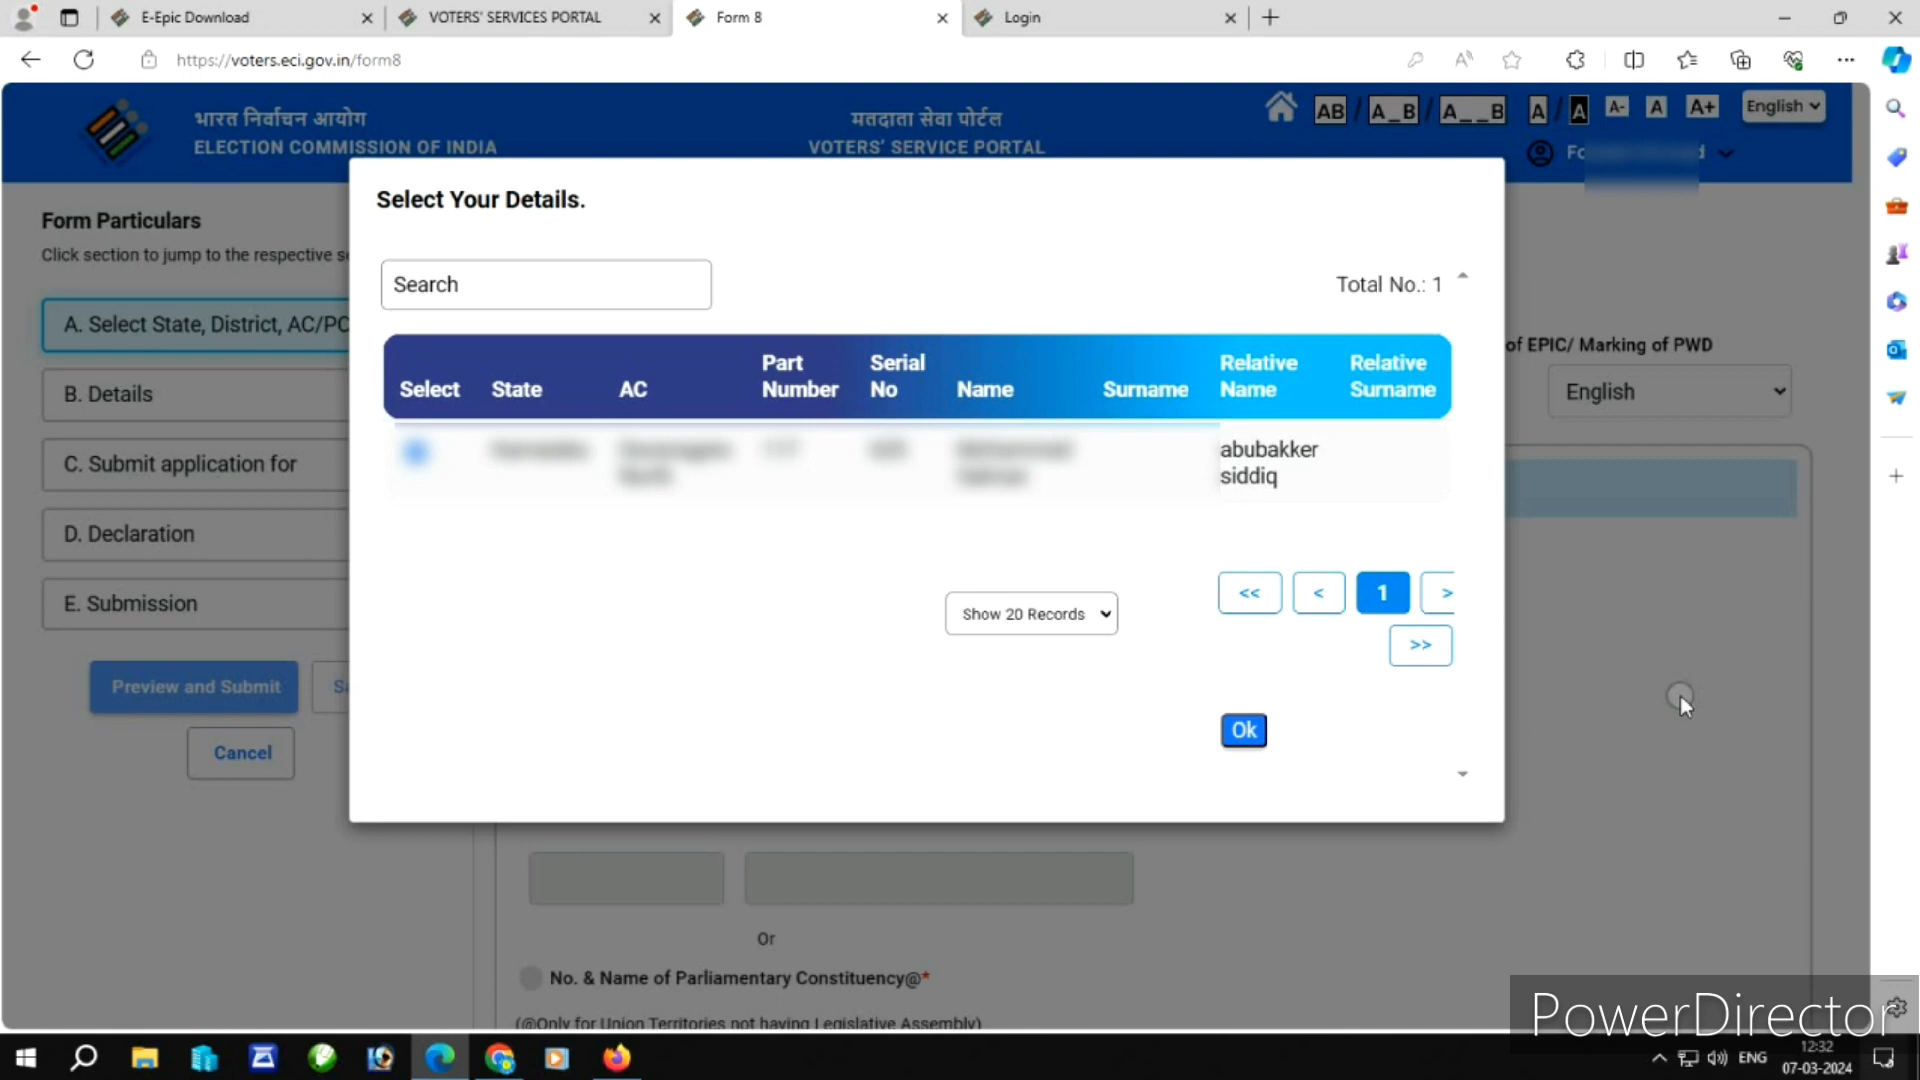 E-Epic Download
VOTERS' SERVICES PORTAL
Form 8
Login
https://voters.eci.gov.in/form8
भारत निर्वाचन आयोग
ELECTION COMMISSION OF INDIA
मतदाता सेवा पोर्टल
VOTERS' SERVICE PORTAL
AB / A_B / A__B A / A A- A A+
English
Form Particulars
Click section to jump to the respective
A. Select State, District, AC/PC
B. Details
C. Submit application for
D. Declaration
E. Submission
Preview and Submit
Cancel
Select Your Details.
Search
Total No.: 1
Select State AC Part Number Serial No Name Surname Relative Name Relative Surname
abubakker
siddiq
Show 20 Records
<< < 1 >
>>
Ok
of EPIC/ Marking of PWD
English
Or
No. & Name of Parliamentary Constituency@*
(@Only for Union Territories not having Legislative Assembly)
PowerDirector
ENG
12:32
07-03-2024